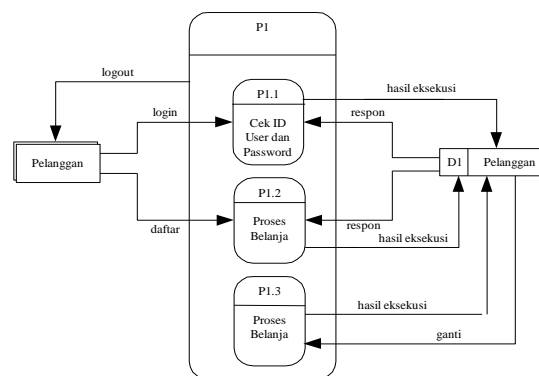 P1
logout
P1.1
hasil eksekusi
login
respon
Cek ID
User dan
Password
Pelanggan
D1
Pelanggan
P1.2
Proses
Belanja
daftar
respon
hasil eksekusi
P1.3
hasil eksekusi
Proses
Belanja
ganti